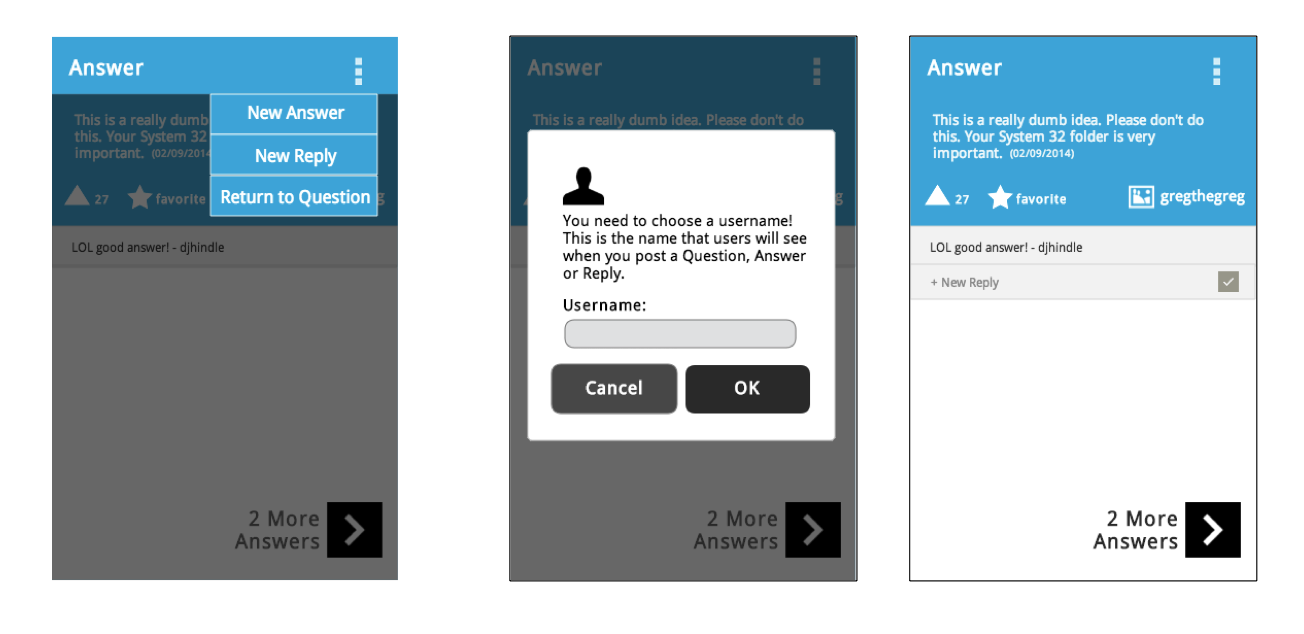 Answer
New Answer
This is a really dumb
this. Your System 32
important. (02/09/2014
New Reply
27 favorite
Return to Question
g
LOL good answer! - djhindle
2 More
Answers
Answer
This is a really dumb idea. Please don't do
g
You need to choose a username!
This is the name that users will see
when you post a Question, Answer
or Reply.
Username:
Cancel OK
2 More
Answers
Answer
This is a really dumb idea. Please don't do
this. Your System 32 folder is very
important. (02/09/2014)
27 favorite gregthegreg
LOL good answer! - djhindle
+ New Reply
2 More
Answers